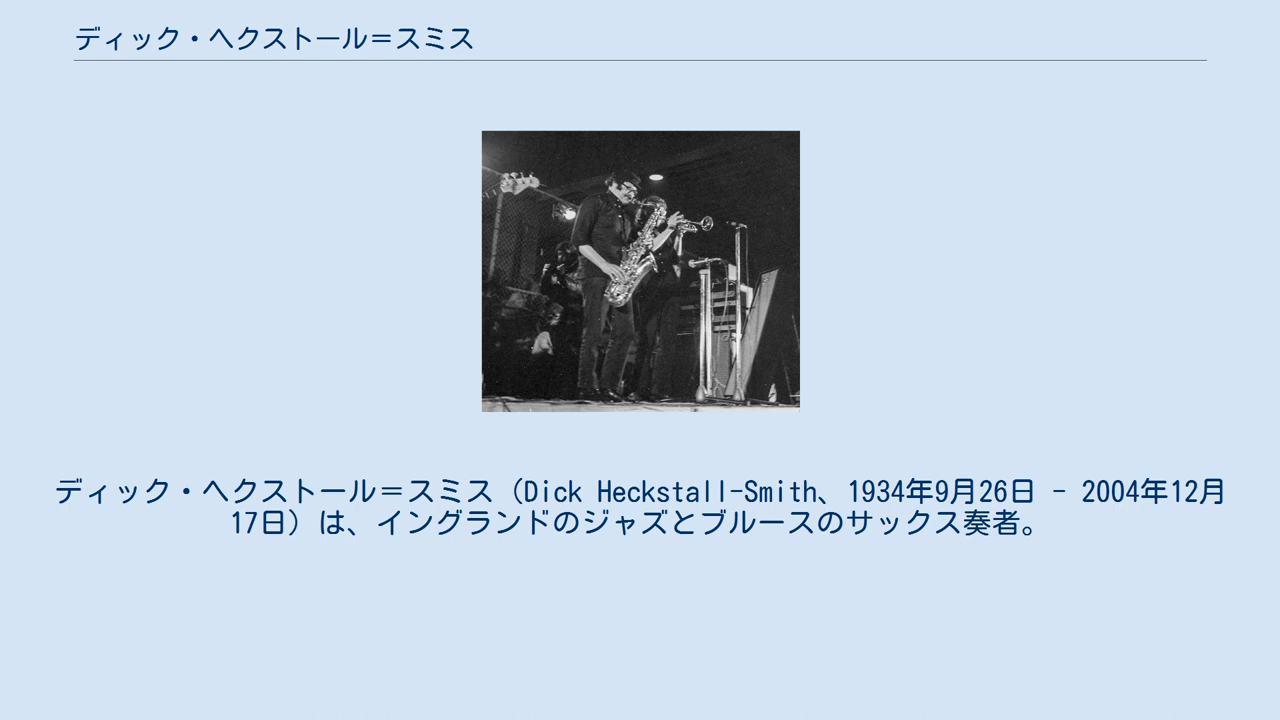 ディック・ヘクストール＝スミス
ディック・ヘクストール＝スミス（Dick Heckstall-Smith、1934年9月26日 - 2004年12月
17日）は、イングランドのジャズとブルースのサックス奏者。